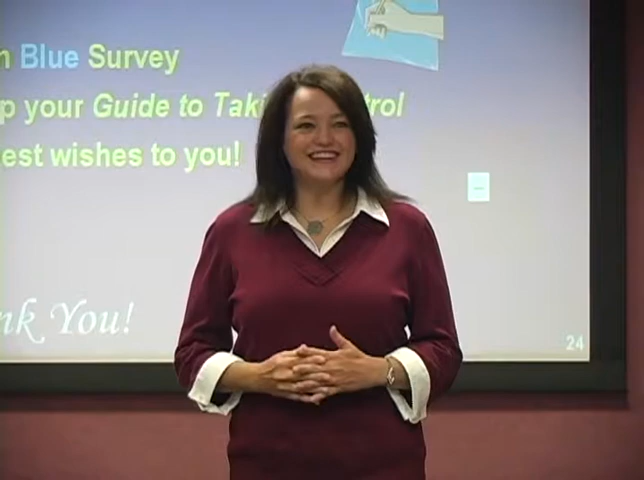 Blue Survey
p your Guide to Taki trol
est wishes to you!
nk You!
24